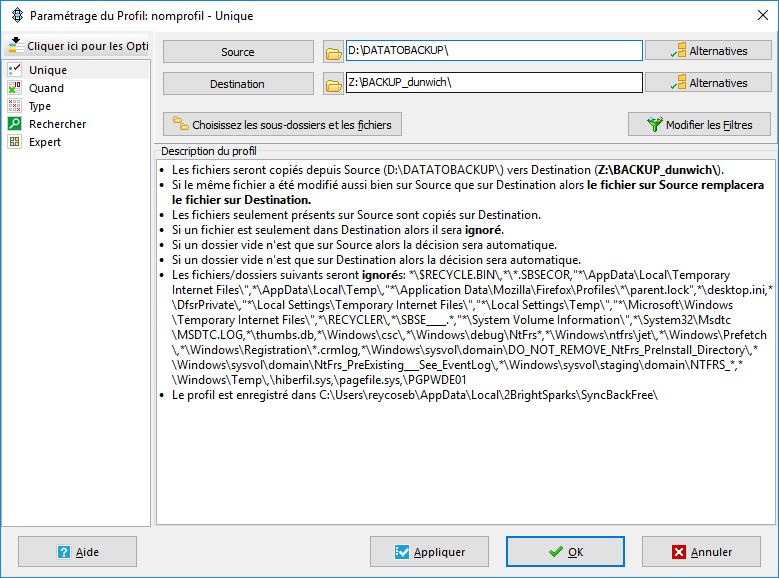 Paramétrage du Profil: nomprofil - Unique
Cliquer ici pour les Opti
Unique
Quand
Type
Rechercher
Expert
Source
D:\DATATOBACKUP\
Alternatives
Destination
Z:\BACKUP_dunwich\
Alternatives
Choisissez les sous-dossiers et les fichiers
Modifier les Filtres
Description du profil
• Les fichiers seront copiés depuis Source (D:\DATATOBACKUP\) vers Destination (Z:\BACKUP_dunwich\).
• Si le même fichier a été modifié aussi bien sur Source que sur Destination alors le fichier sur Source remplacera
le fichier sur Destination.
• Les fichiers seulement présents sur Source sont copiés sur Destination.
• Si un fichier est seulement dans Destination alors il sera ignoré.
• Si un dossier vide n'est que sur Source alors la décision sera automatique.
• Si un dossier vide n'est que sur Destination alors la décision sera automatique.
• Les fichiers/dossiers suivants seront ignorés: *\$RECYCLE.BIN\,*\*.SBSECOR,"*\AppData\Local\Temporary
Internet Files\",*\AppData\Local\Temp\,"*\Application Data\Mozilla\Firefox\Profiles\*\parent.lock",*\desktop.ini,*
\DfsrPrivate\,"*\Local Settings\Temporary Internet Files\","*\Local Settings\Temp\","*\Microsoft\Windows
\Temporary Internet Files\",*\RECYCLER\,*\SBSE___.*,"*\System Volume Information\",*\System32\Msdtc
\MSDTC.LOG,*\thumbs.db,*\Windows\csc\,*\Windows\debug\NtFrs*,*\Windows\ntfrs\jet\,*\Windows\Prefetch
\,*\Windows\Registration\*.crmlog,*\Windows\sysvol\domain\DO_NOT_REMOVE_NtFrs_PreInstall_Directory\,*
\Windows\sysvol\domain\NtFrs_PreExisting___See_EventLog\,*\Windows\sysvol\staging\domain\NTFRS_*,*
\Windows\Temp\,\hiberfil.sys,\pagefile.sys,\PGPWDE01
• Le profil est enregistré dans C:\Users\reycoseb\AppData\Local\2BrightSparks\SyncBackFree\
Aide
Appliquer
OK
Annuler